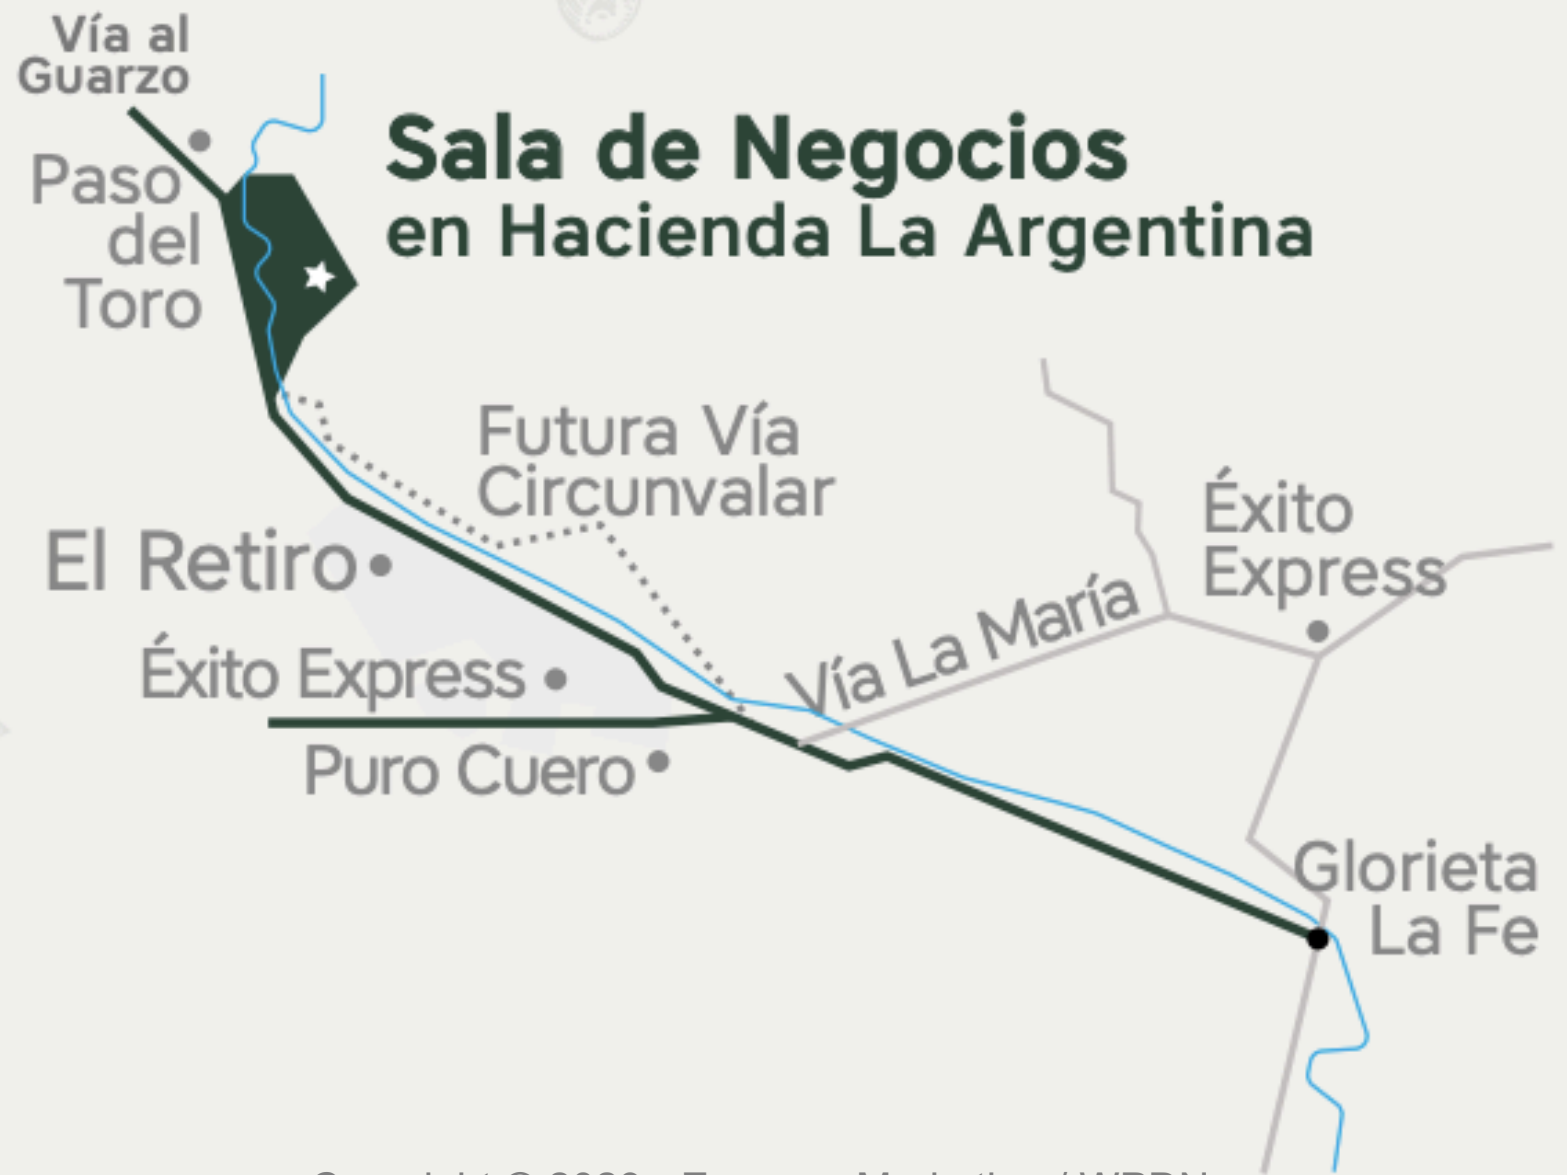 Vía al
Guarzo
Paso
del
Toro
Sala de Negocios
en Hacienda La Argentina
Futura Vía
Circunvalar
Éxito
Express
El Retiro
Vía La María
Éxito Express
Puro Cuero
Glorieta
La Fe